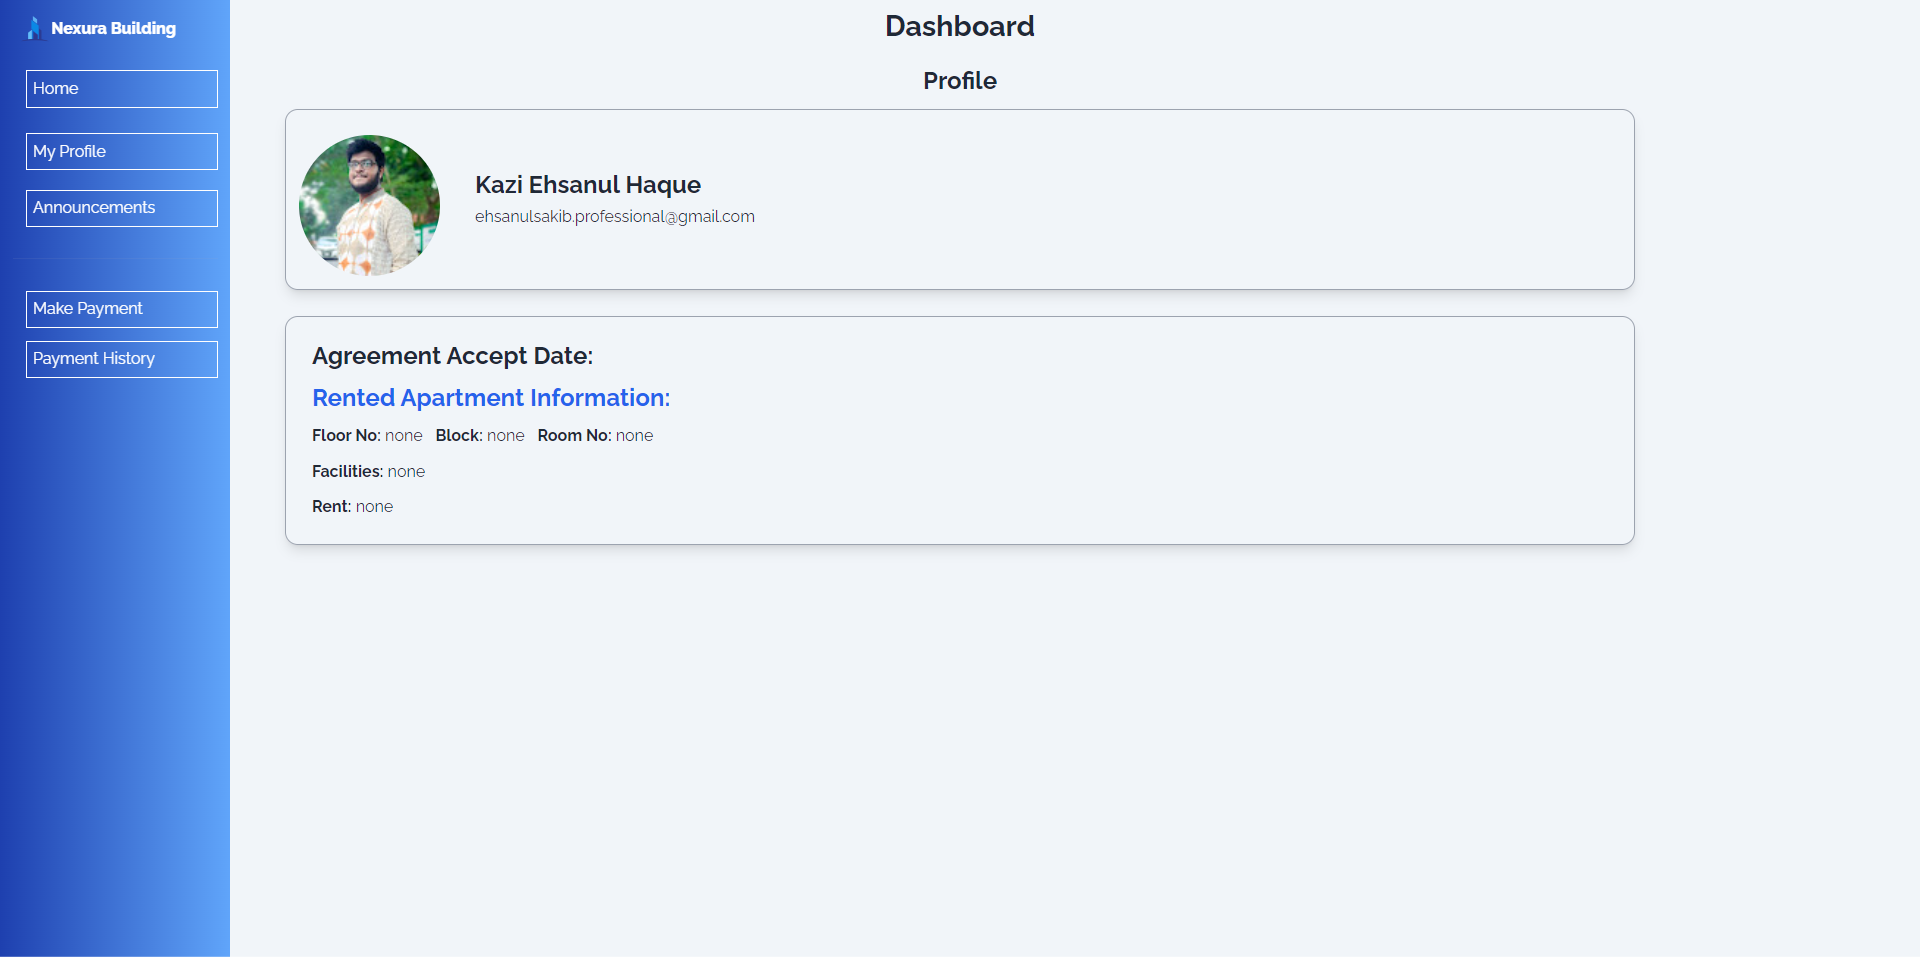 Nexura Building
Home
My Profile
Announcements
Make Payment
Payment History
Dashboard
Profile
Kazi Ehsanul Haque
ehsanulsakib.professional@gmail.com
Agreement Accept Date:
Rented Apartment Information:
Floor No: none Block: none Room No: none
Facilities: none
Rent: none